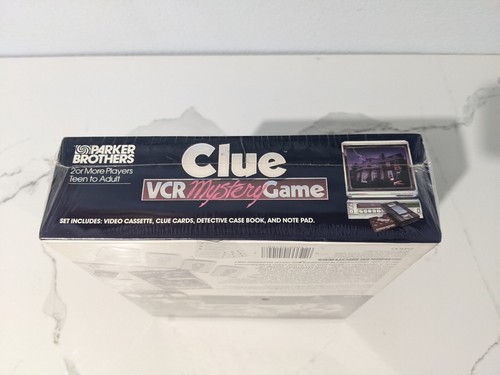 PARKER
BROTHERS
2 or More Players
Teen to Adult
Clue
VCR Mystery Game
SET INCLUDES: VIDEO CASSETTE, CLUE CARDS, DETECTIVE CASE BOOK, AND NOTE PAD.